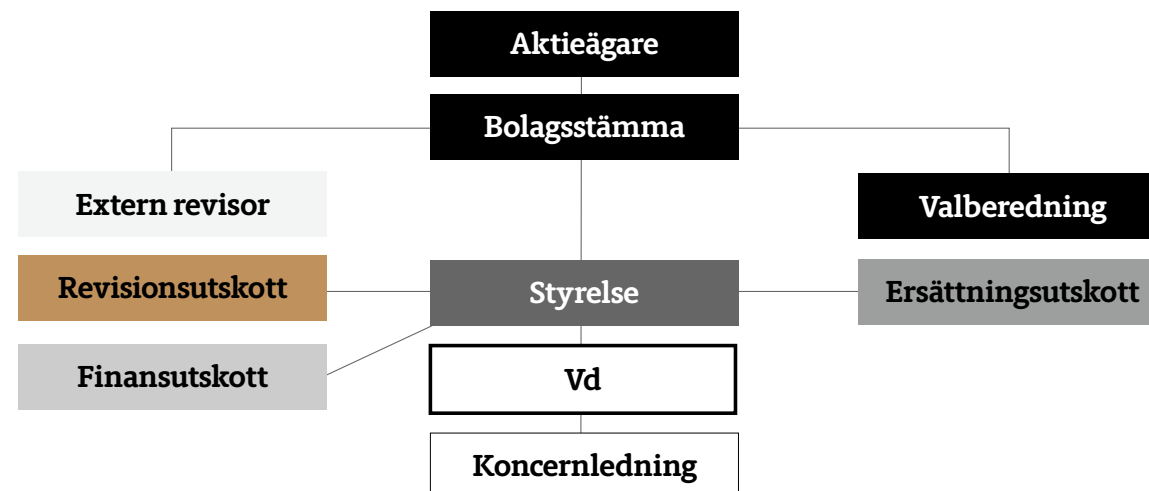 Aktieägare
Bolagsstämma
Extern revisor
Valberedning
Revisionsutskott
Styrelse
Ersättningsutskott
Finansutskott
Vd
Koncernledning